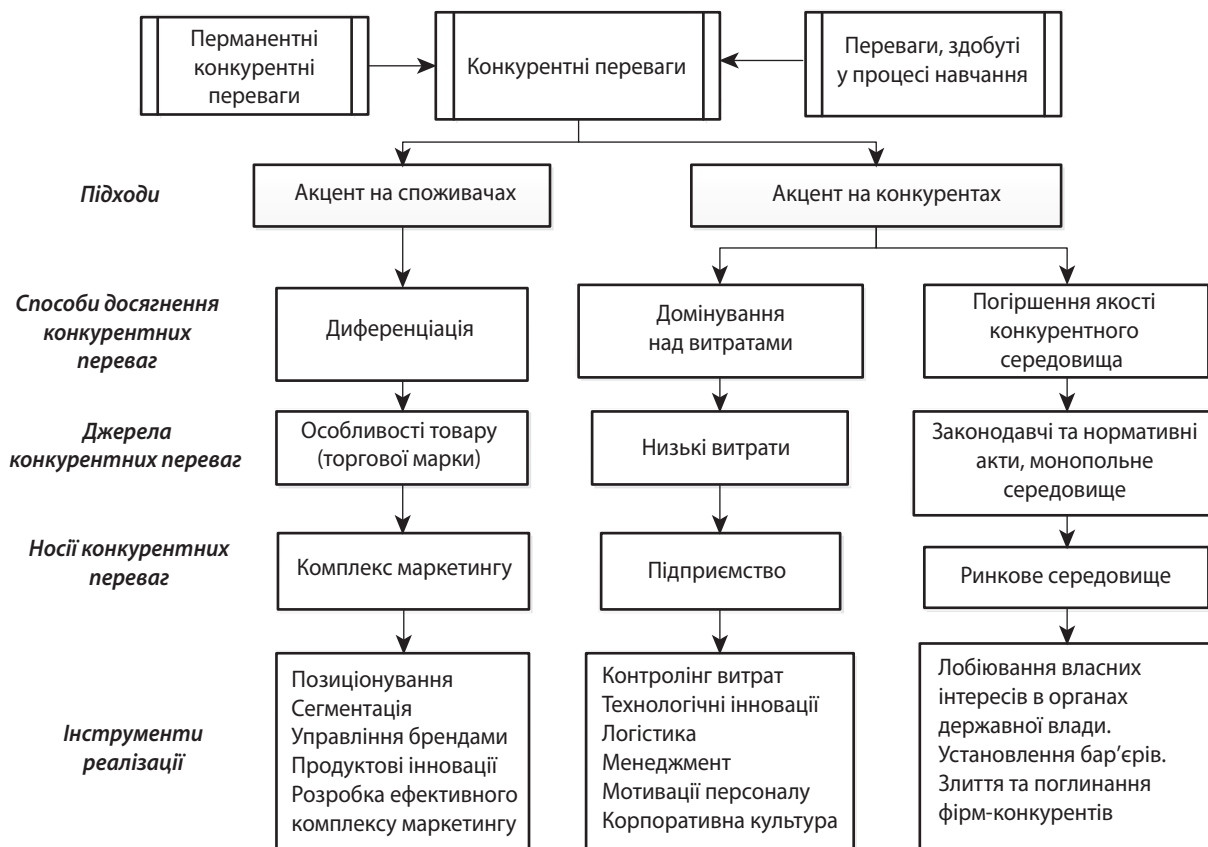 Перманентні
конкурентні
переваги
Конкурентні переваги
Переваги, здобуті
у процесі навчання
Підходи
Акцент на споживачах
Акцент на конкурентах
Способи досягнення
конкурентних
переваг
Диференціація
Домінування
над витратами
Погіршення якості
конкурентного
середовища
Джерела
конкурентних переваг
Особливості товару
(торгової марки)
Низькі витрати
Законодавчі та нормативні
акти, монопольне
середовище
Носії конкурентних
переваг
Комплекс маркетингу
Підприємство
Ринкове середовище
Інструменти
реалізації
Позиціонування
Сегментація
Управління брендами
Продуктові інновації
Розробка ефективного
комплексу маркетингу
Контролінг витрат
Технологічні інновації
Логістика
Менеджмент
Мотивації персоналу
Корпоративна культура
Лобіювання власних
інтересів в органах
державної влади.
Установлення бар’єрів.
Злиття та поглинання
фірм-конкурентів